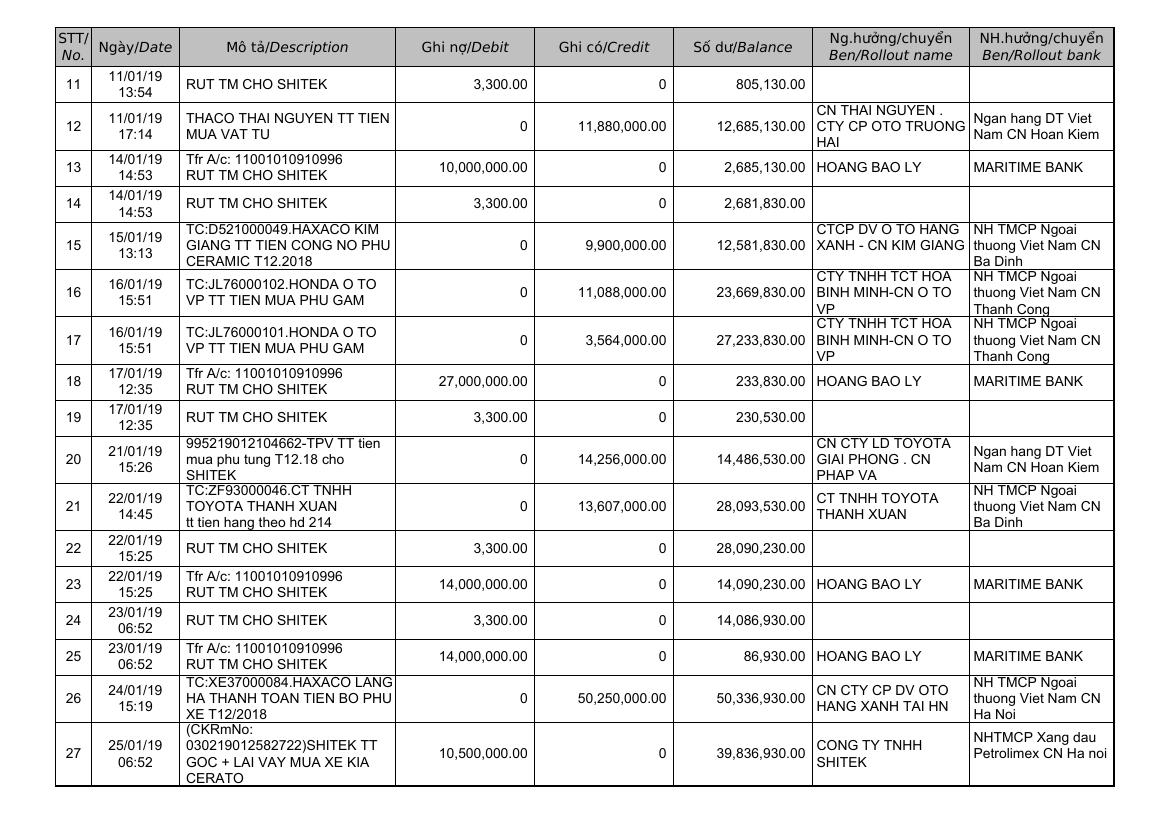 STT/ No. Ngày/Date Mô tả/Description Ghi nợ/Debit Ghi có/Credit Số dư/Balance Ng.hưởng/chuyển Ben/Rollout name NH.hưởng/chuyển Ben/Rollout bank
11 11/01/19 13:54 RUT TM CHO SHITEK 3,300.00 0 805,130.00
12 11/01/19 17:14 THACO THAI NGUYEN TT TIEN MUA VAT TU 0 11,880,000.00 12,685,130.00 CN THAI NGUYEN . CTY CP OTO TRUONG HAI Ngan hang DT Viet Nam CN Hoan Kiem
13 14/01/19 14:53 Tfr A/c: 11001010910996 RUT TM CHO SHITEK 10,000,000.00 0 2,685,130.00 HOANG BAO LY MARITIME BANK
14 14/01/19 14:53 RUT TM CHO SHITEK 3,300.00 0 2,681,830.00
15 15/01/19 13:13 TC:D521000049.HAXACO KIM GIANG TT TIEN CONG NO PHU CERAMIC T12.2018 0 9,900,000.00 12,581,830.00 CTCP DV O TO HANG XANH - CN KIM GIANG NH TMCP Ngoai thuong Viet Nam CN Ba Dinh
16 16/01/19 15:51 TC:JL76000102.HONDA O TO VP TT TIEN MUA PHU GAM 0 11,088,000.00 23,669,830.00 CTY TNHH TCT HOA BINH MINH-CN O TO VP NH TMCP Ngoai thuong Viet Nam CN Thanh Cong
17 16/01/19 15:51 TC:JL76000101.HONDA O TO VP TT TIEN MUA PHU GAM 0 3,564,000.00 27,233,830.00 CTY TNHH TCT HOA BINH MINH-CN O TO VP NH TMCP Ngoai thuong Viet Nam CN Thanh Cong
18 17/01/19 12:35 Tfr A/c: 11001010910996 RUT TM CHO SHITEK 27,000,000.00 0 233,830.00 HOANG BAO LY MARITIME BANK
19 17/01/19 12:35 RUT TM CHO SHITEK 3,300.00 0 230,530.00
20 21/01/19 15:26 995219012104662-TPV TT tien mua phu tung T12.18 cho SHITEK 0 14,256,000.00 14,486,530.00 CN CTY LD TOYOTA GIAI PHONG . CN PHAP VA Ngan hang DT Viet Nam CN Hoan Kiem
21 22/01/19 14:45 TC:ZF93000046.CT TNHH TOYOTA THANH XUAN tt tien hang theo hd 214 0 13,607,000.00 28,093,530.00 CT TNHH TOYOTA THANH XUAN NH TMCP Ngoai thuong Viet Nam CN Ba Dinh
22 22/01/19 15:25 RUT TM CHO SHITEK 3,300.00 0 28,090,230.00
23 22/01/19 15:25 Tfr A/c: 11001010910996 RUT TM CHO SHITEK 14,000,000.00 0 14,090,230.00 HOANG BAO LY MARITIME BANK
24 23/01/19 06:52 RUT TM CHO SHITEK 3,300.00 0 14,086,930.00
25 23/01/19 06:52 Tfr A/c: 11001010910996 RUT TM CHO SHITEK 14,000,000.00 0 86,930.00 HOANG BAO LY MARITIME BANK
26 24/01/19 15:19 TC:XE37000084.HAXACO LANG HA THANH TOAN TIEN BO PHU XE T12/2018 0 50,250,000.00 50,336,930.00 CN CTY CP DV OTO HANG XANH TAI HN NH TMCP Ngoai thuong Viet Nam CN Ha Noi
27 25/01/19 06:52 (CKRmNo: 030219012582722)SHITEK TT GOC + LAI VAY MUA XE KIA CERATO 10,500,000.00 0 39,836,930.00 CONG TY TNHH SHITEK NHTMCP Xang dau Petrolimex CN Ha noi